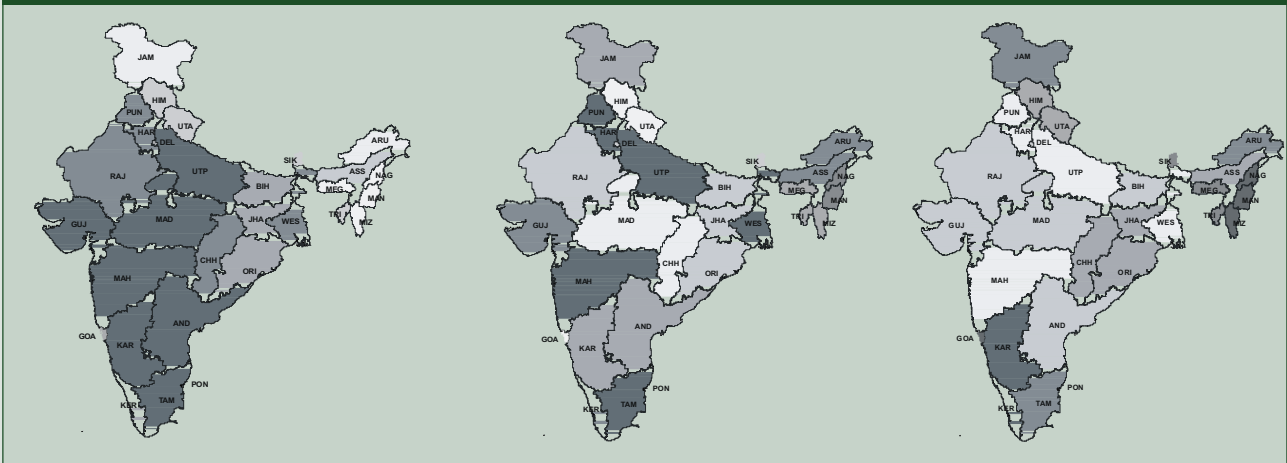 JAM
HIM
PUN
UTA
HAR
DEL
ARU
SIK
UTP
ASS
NAG
RAJ
BIH
MEG
MAN
GUJ
MAD
JHA
WES
TRI
MIZ
CHH
ORI
MAH
AND
GOA
KAR
PON
KER
TAM
JAM
HIM
PUN
UTA
HAR
DEL
ARU
SIK
UTP
ASS
NAG
RAJ
BIH
MEG
MAN
GUJ
MAD
JHA
WES
TRI
MIZ
CHH
ORI
MAH
AND
GOA
KAR
PON
KER
TAM
JAM
HIM
PUN
UTA
HAR
DEL
ARU
SIK
UTP
ASS
NAG
RAJ
BIH
MEG
MAN
GUJ
MAD
JHA
WES
TRI
MIZ
CHH
ORI
MAH
AND
GOA
KAR
PON
KER
TAM